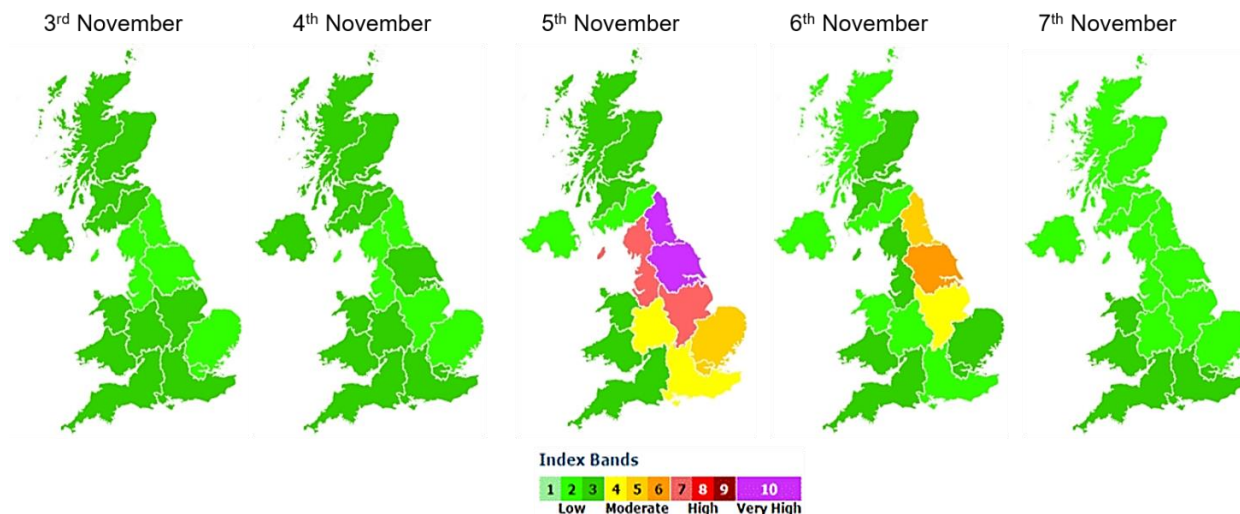 3rd November 4th November 5th November 6th November 7th November
Index Bands
1 2 3 4 5 6 7 8 9 10
Low Moderate High Very High